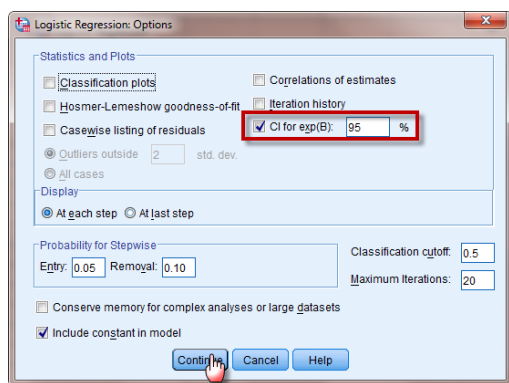 Logistic Regression: Options
Statistics and Plots
Classification plots
Correlations of estimates
Hosmer-Lemeshow goodness-of-fit
Iteration history
Casewise listing of residuals
CI for exp(B): 95 %
Outliers outside 2 std. dev.
All cases
Display
At each step At last step
Probability for Stepwise
Entry: 0.05 Removal: 0.10
Classification cutoff: 0.5
Maximum Iterations: 20
Conserve memory for complex analyses or large datasets
Include constant in model
Continue Cancel Help